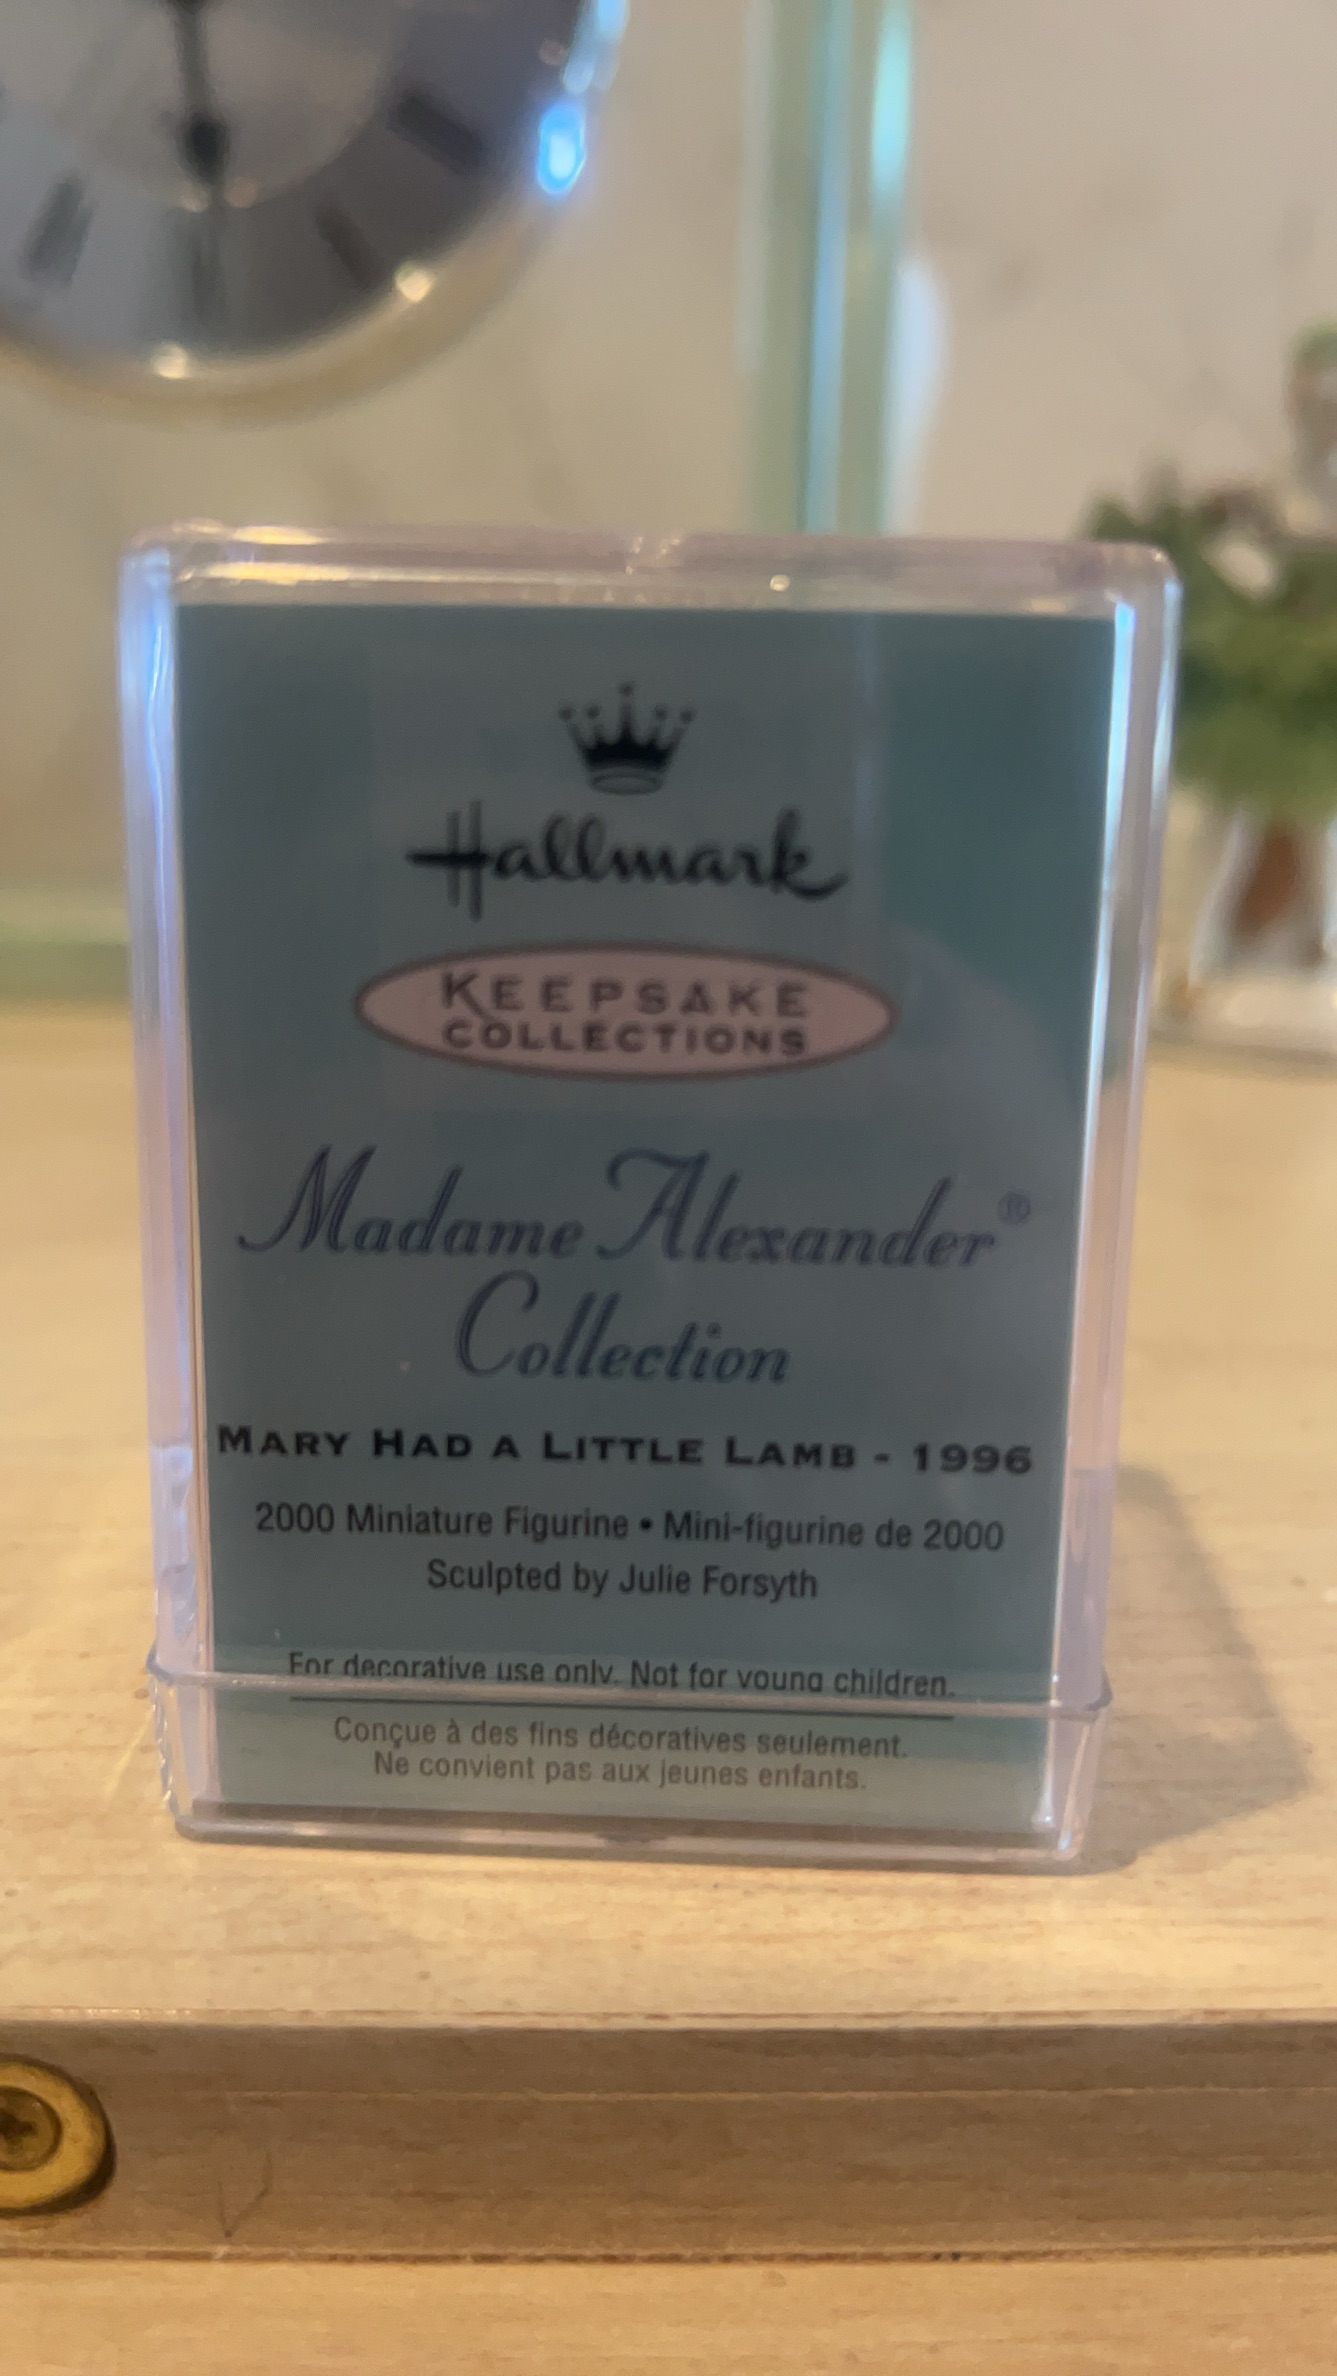 Hallmark
KEEPSAKE
COLLECTIONS
Madame Alexander®
Collection
MARY HAD A LITTLE LAMB - 1996
2000 Miniature Figurine • Mini-figurine de 2000
Sculpted by Julie Forsyth
For decorative use only. Not for young children.
Conçue à des fins décoratives seulement.
Ne convient pas aux jeunes enfants.